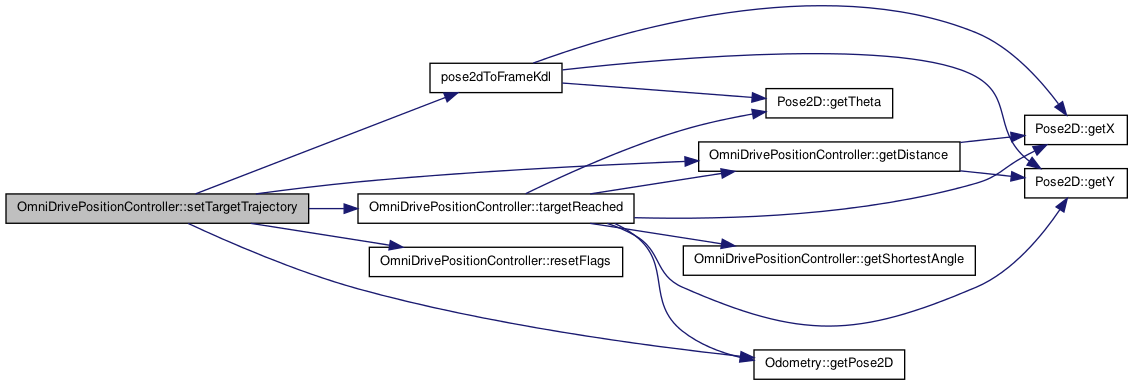 pose2dToFrameKdl
Pose2D::getTheta
Pose2D::getX
OmniDrivePositionController::getDistance
Pose2D::getY
OmniDrivePositionController::setTargetTrajectory
OmniDrivePositionController::targetReached
OmniDrivePositionController::resetFlags
OmniDrivePositionController::getShortestAngle
Odometry::getPose2D